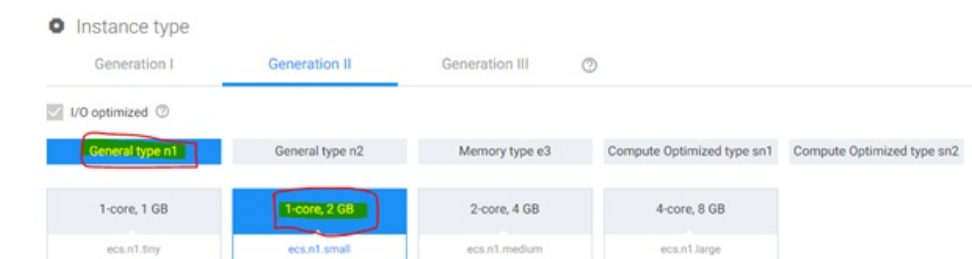 Instance type
Generation I Generation II Generation III
I/O optimized
General type n1 General type n2 Memory type e3 Compute Optimized type sn1 Compute Optimized type sn2
1-core, 1 GB 1-core, 2 GB 2-core, 4 GB 4-core, 8 GB
ecs.n1.tiny ecs.n1.small ecs.n1.medium ecs.n1.large